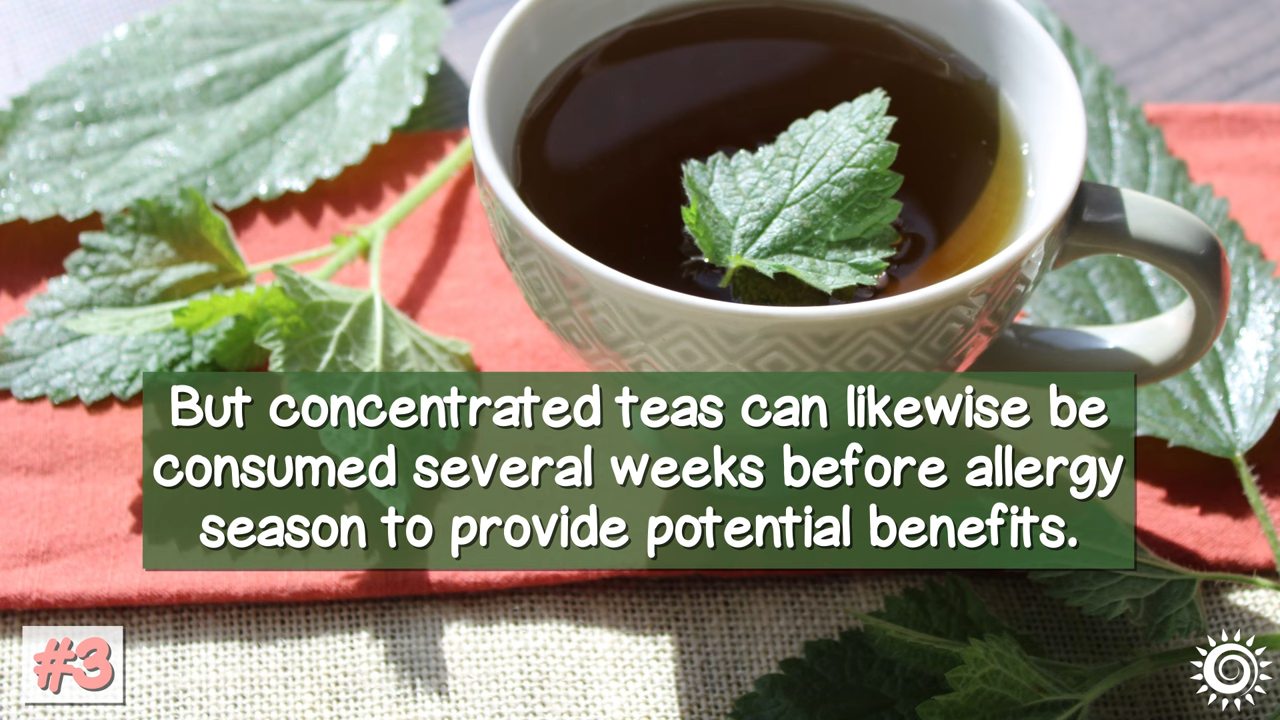 But concentrated teas can likewise be
consumed several weeks before allergy
season to provide potential benefits.
#3